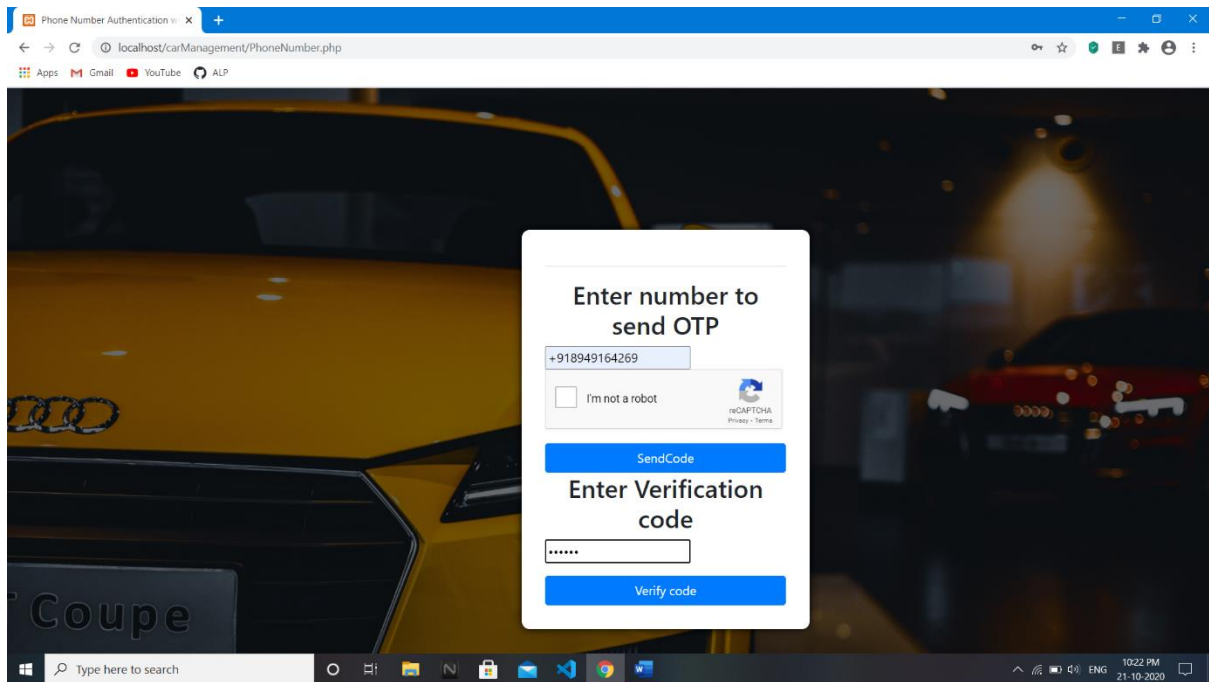 Phone Number Authentication w
localhost/carManagement/PhoneNumber.php
E
Apps
Gmail
YouTube
ALP
Enter number to
send OTP
+918949164269
I'm not a robot
reCAPTCHA
Privacy - Terms
SendCode
Enter Verification
code
••••••
Verify code
Coupe
Type here to search
ENG
10:22 PM
21-10-2020